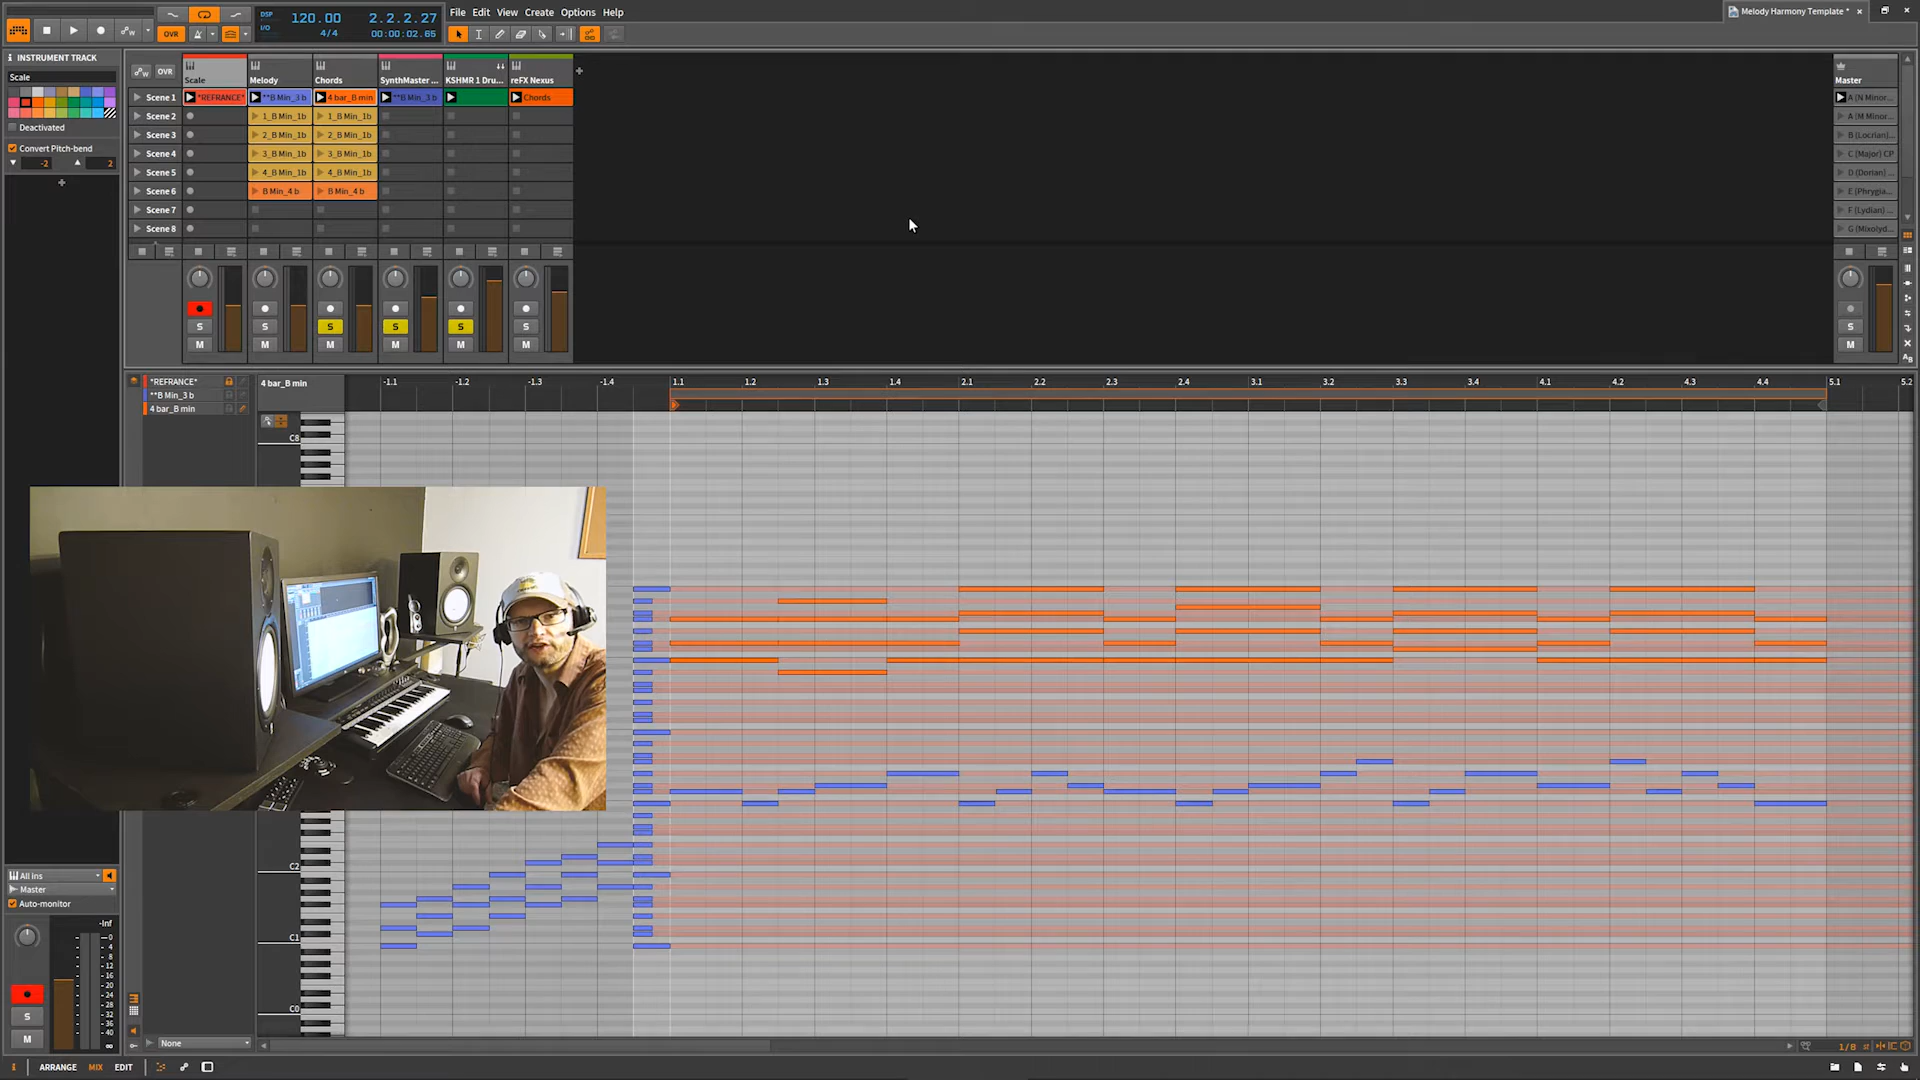 DSP
I/O
120.00
4/4
2.2.2.27
00:00:02.65
File Edit View Create Options Help
Melody Harmony Template *
OVR
INSTRUMENT TRACK
Scale
Deactivated
Convert Pitch-bend
-2
2
OVR
Scale
Melody
Chords
SynthMaster ...
KSHMR 1 Dru...
reFX Nexus
Master
Scene 1
*REFRANCE*
**B Min_3 b
4 bar_B min
**B Min_3 b
Chords
A (N Minor...
Scene 2
1_B Min_1b
1_B Min_1b
A (M Minor...
Scene 3
2_B Min_1b
2_B Min_1b
B (Locrian)...
Scene 4
3_B Min_1b
3_B Min_1b
C (Major) CP
Scene 5
4_B Min_1b
4_B Min_1b
D (Dorian) ...
Scene 6
B Min_4 b
B Min_4 b
E (Phrygia...
Scene 7
F (Lydian) ...
Scene 8
G (Mixolyd...
S S S S S S S
M M M M M M M
*REFRANCE*
**B Min_3 b
4 bar_B min
4 bar_B min
-1.1 -1.2 -1.3 -1.4 1.1 1.2 1.3 1.4 2.1 2.2 2.3 2.4 3.1 3.2 3.3 3.4 4.1 4.2 4.3 4.4 5.1 5.2
C8
C2
C1
C0
All ins
Master
Auto-monitor
-Inf
0
4
8
12
16
20
24
28
32
36
40
∞
S
M
None
1/8
i ARRANGE MIX EDIT